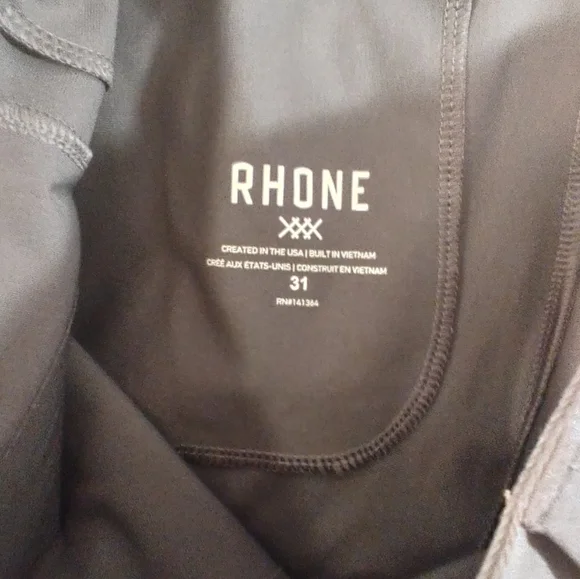 RHONE
CREATED IN THE USA | BUILT IN VIETNAM
CRÉÉ AUX ÉTATS-UNIS | CONSTRUIT EN VIETNAM
31
RN#141364